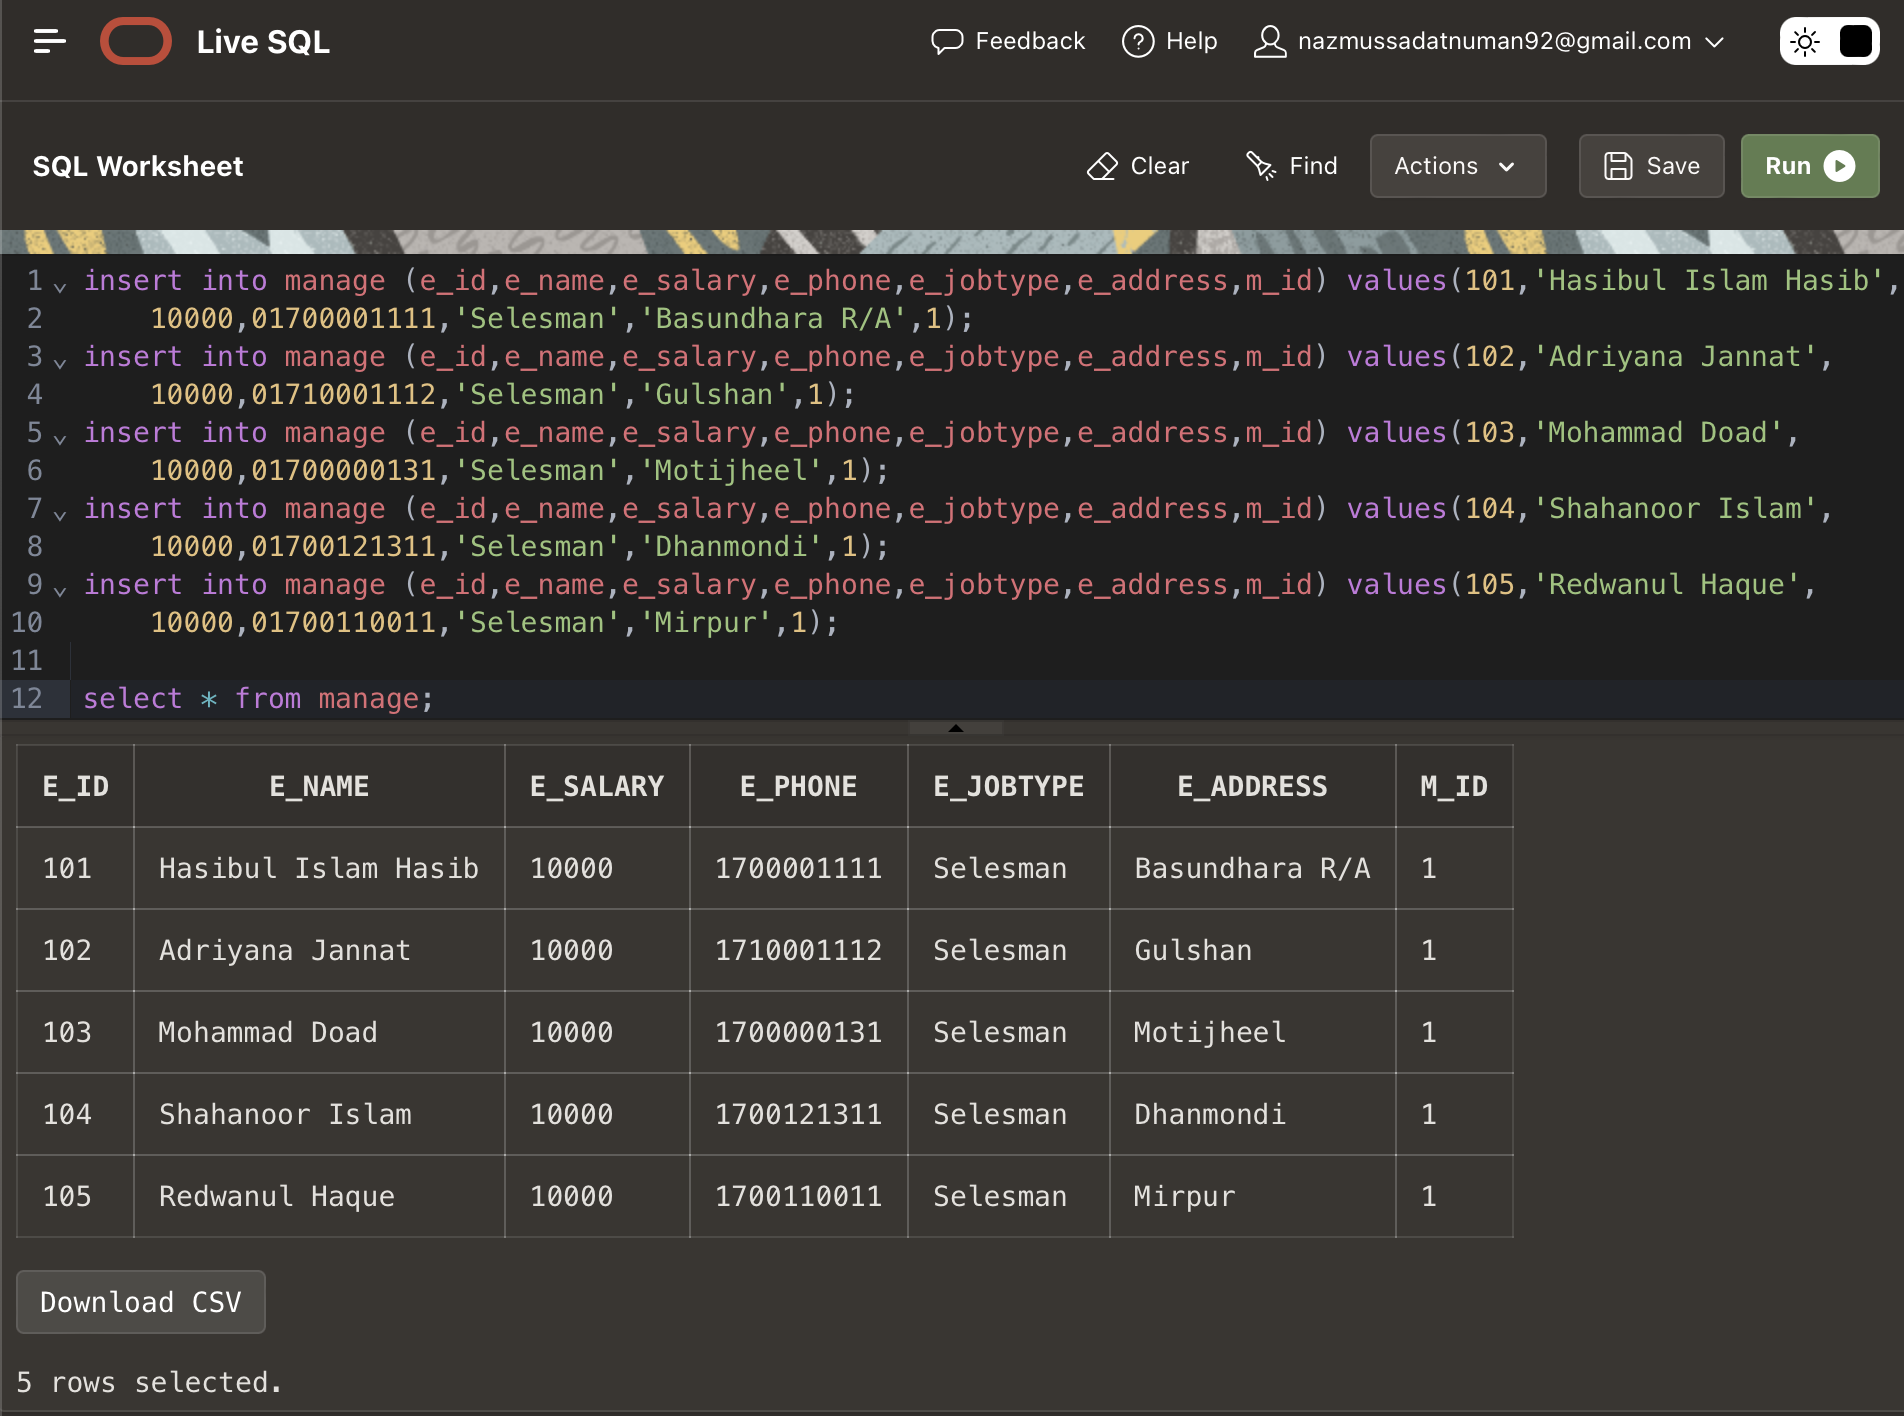 Live SQL
Feedback
Help
nazmussadatnuman92@gmail.com
SQL Worksheet
Clear
Find
Actions
Save
Run
1 insert into manage (e_id,e_name,e_salary,e_phone,e_jobtype,e_address,m_id) values(101,'Hasibul Islam Hasib',
2 10000,01700001111,'Selesman','Basundhara R/A',1);
3 insert into manage (e_id,e_name,e_salary,e_phone,e_jobtype,e_address,m_id) values(102,'Adriyana Jannat',
4 10000,01710001112,'Selesman','Gulshan',1);
5 insert into manage (e_id,e_name,e_salary,e_phone,e_jobtype,e_address,m_id) values(103,'Mohammad Doad',
6 10000,01700000131,'Selesman','Motijheel',1);
7 insert into manage (e_id,e_name,e_salary,e_phone,e_jobtype,e_address,m_id) values(104,'Shahanoor Islam',
8 10000,01700121311,'Selesman','Dhanmondi',1);
9 insert into manage (e_id,e_name,e_salary,e_phone,e_jobtype,e_address,m_id) values(105,'Redwanul Haque',
10 10000,01700110011,'Selesman','Mirpur',1);
11
12 select * from manage;
E_ID E_NAME E_SALARY E_PHONE E_JOBTYPE E_ADDRESS M_ID
101 Hasibul Islam Hasib 10000 1700001111 Selesman Basundhara R/A 1
102 Adriyana Jannat 10000 1710001112 Selesman Gulshan 1
103 Mohammad Doad 10000 1700000131 Selesman Motijheel 1
104 Shahanoor Islam 10000 1700121311 Selesman Dhanmondi 1
105 Redwanul Haque 10000 1700110011 Selesman Mirpur 1
Download CSV
5 rows selected.